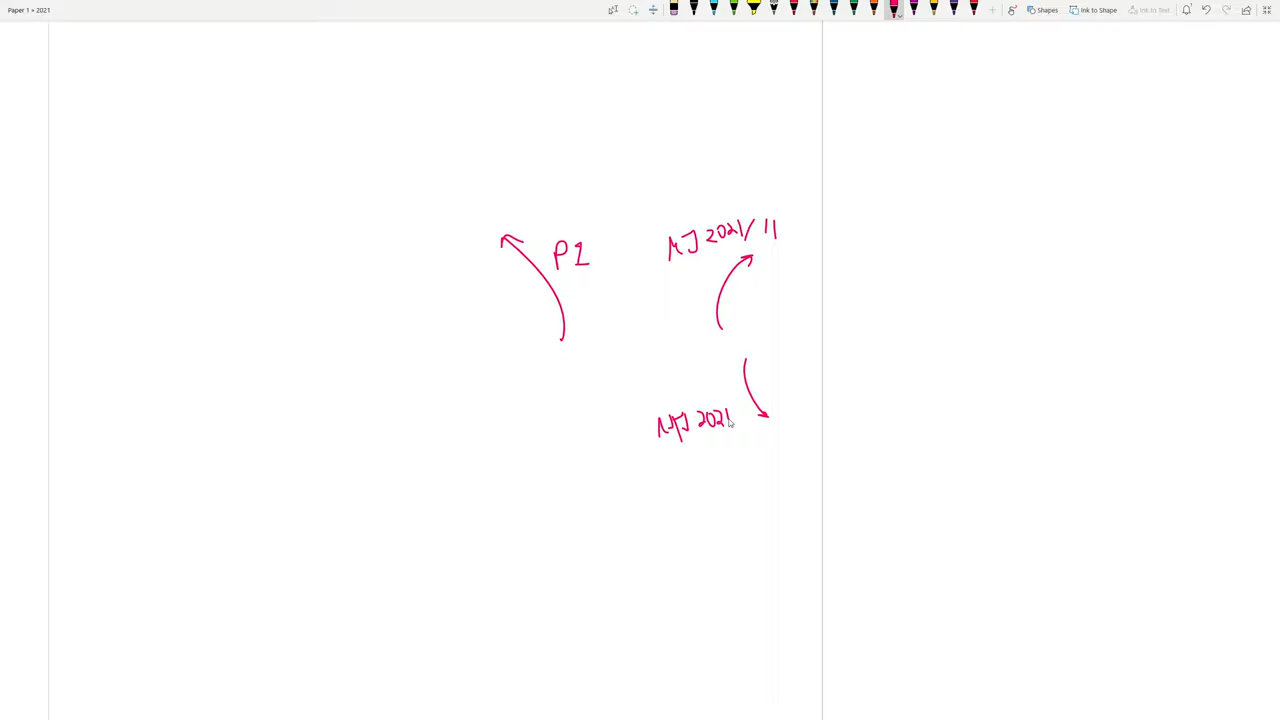 Paper 1 » 2021
Shapes
Ink to Shape
Ink to Text
P1
MJ 2021/ 11
MJ 2021